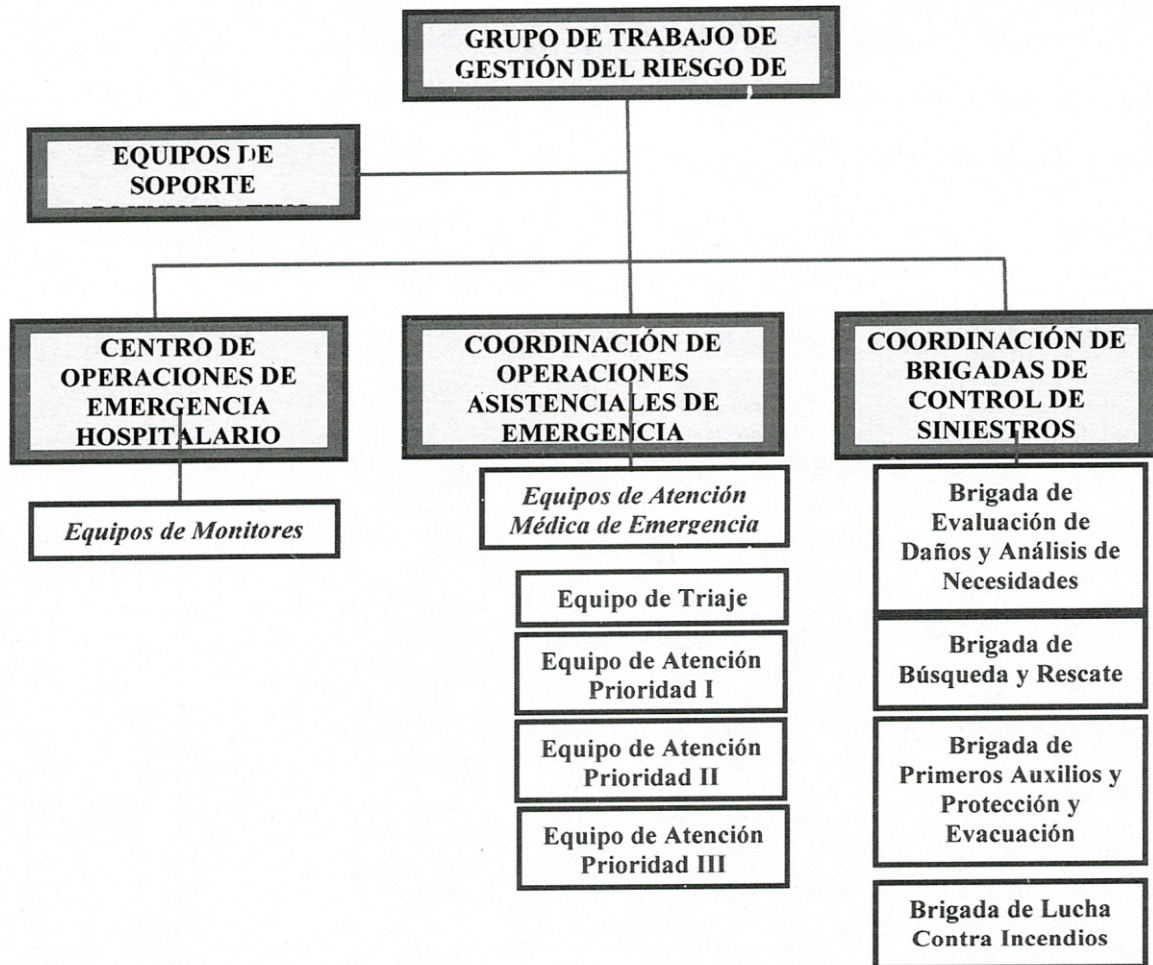 GRUPO DE TRABAJO DE
GESTIÓN DEL RIESGO DE
EQUIPOS DE
SOPORTE
CENTRO DE
OPERACIONES DE
EMERGENCIA
HOSPITALARIO
COORDINACIÓN DE
OPERACIONES
ASISTENCIALES DE
EMERGENCIA
COORDINACIÓN DE
BRIGADAS DE
CONTROL DE
SINIESTROS
Equipos de Monitores
Equipos de Atención
Médica de Emergencia
Equipo de Triaje
Equipo de Atención
Prioridad I
Equipo de Atención
Prioridad II
Equipo de Atención
Prioridad III
Brigada de
Evaluación de
Daños y Análisis de
Necesidades
Brigada de
Búsqueda y Rescate
Brigada de
Primeros Auxilios y
Protección y
Evacuación
Brigada de Lucha
Contra Incendios